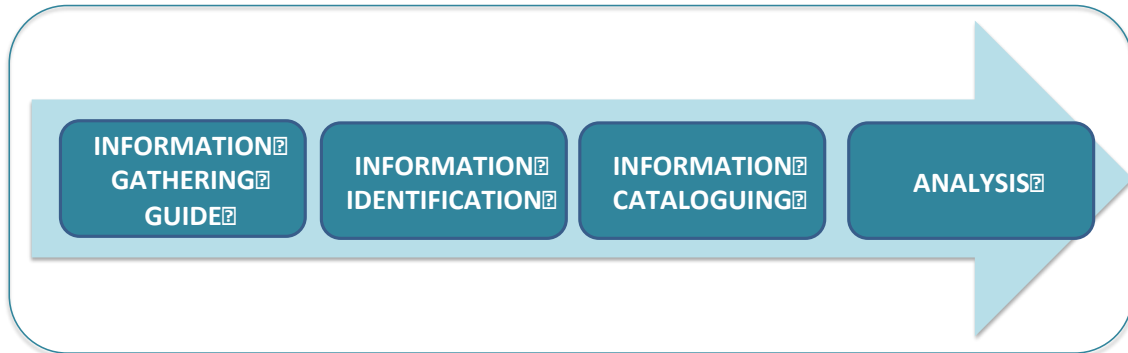 INFORMATION⍰
GATHERING⍰
GUIDE⍰
INFORMATION⍰
IDENTIFICATION⍰
INFORMATION⍰
CATALOGUING⍰
ANALYSIS⍰